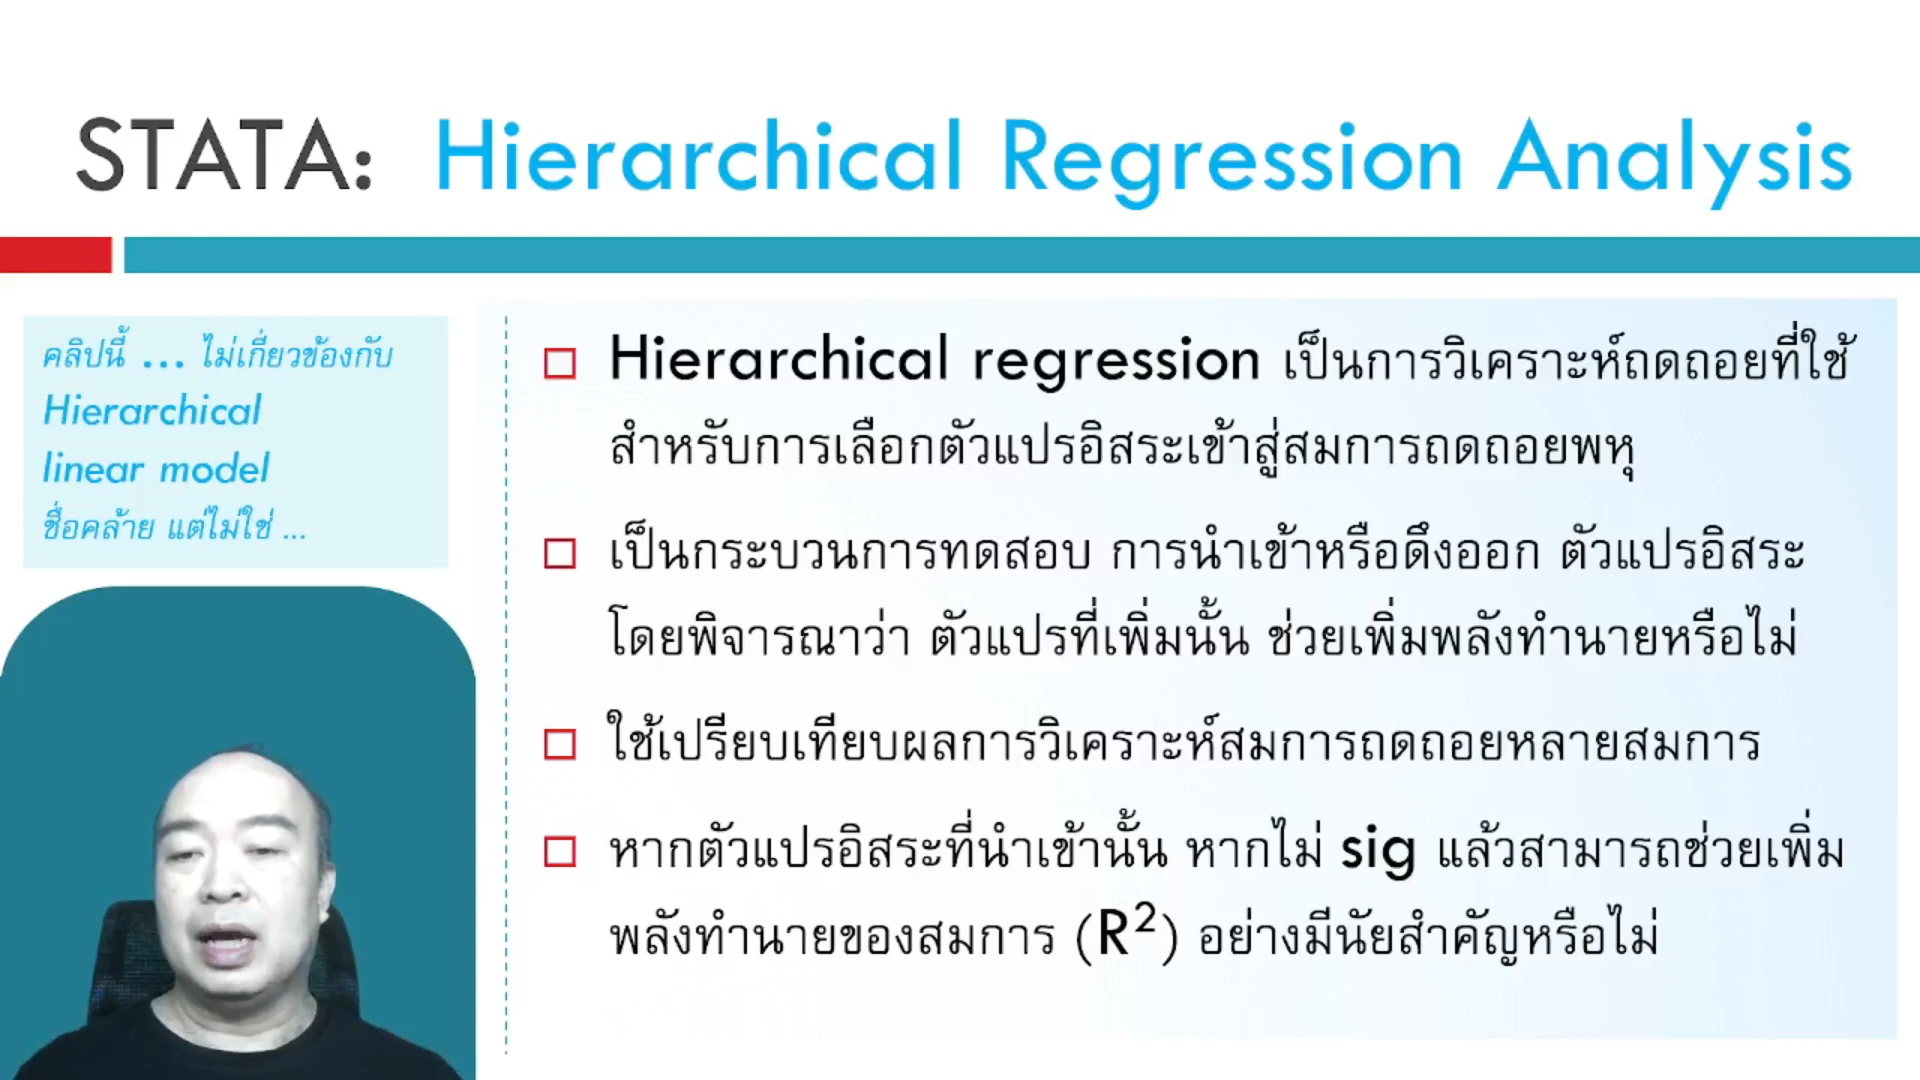 STATA: Hierarchical Regression Analysis
คลิปนี้ ... ไม่เกี่ยวข้องกับ
Hierarchical
linear model
ชื่อคล้าย แต่ไม่ใช่ ...
Hierarchical regression เป็นการวิเคราะห์ถดถอยที่ใช้
สำหรับการเลือกตัวแปรอิสระเข้าสู่สมการถดถอยพหุ
เป็นกระบวนการทดสอบ การนำเข้าหรือดึงออก ตัวแปรอิสระ
โดยพิจารณาว่า ตัวแปรที่เพิ่มนั้น ช่วยเพิ่มพลังทำนายหรือไม่
ใช้เปรียบเทียบผลการวิเคราะห์สมการถดถอยหลายสมการ
หากตัวแปรอิสระที่นำเข้านั้น หากไม่ sig แล้วสามารถช่วยเพิ่ม
พลังทำนายของสมการ (R²) อย่างมีนัยสำคัญหรือไม่